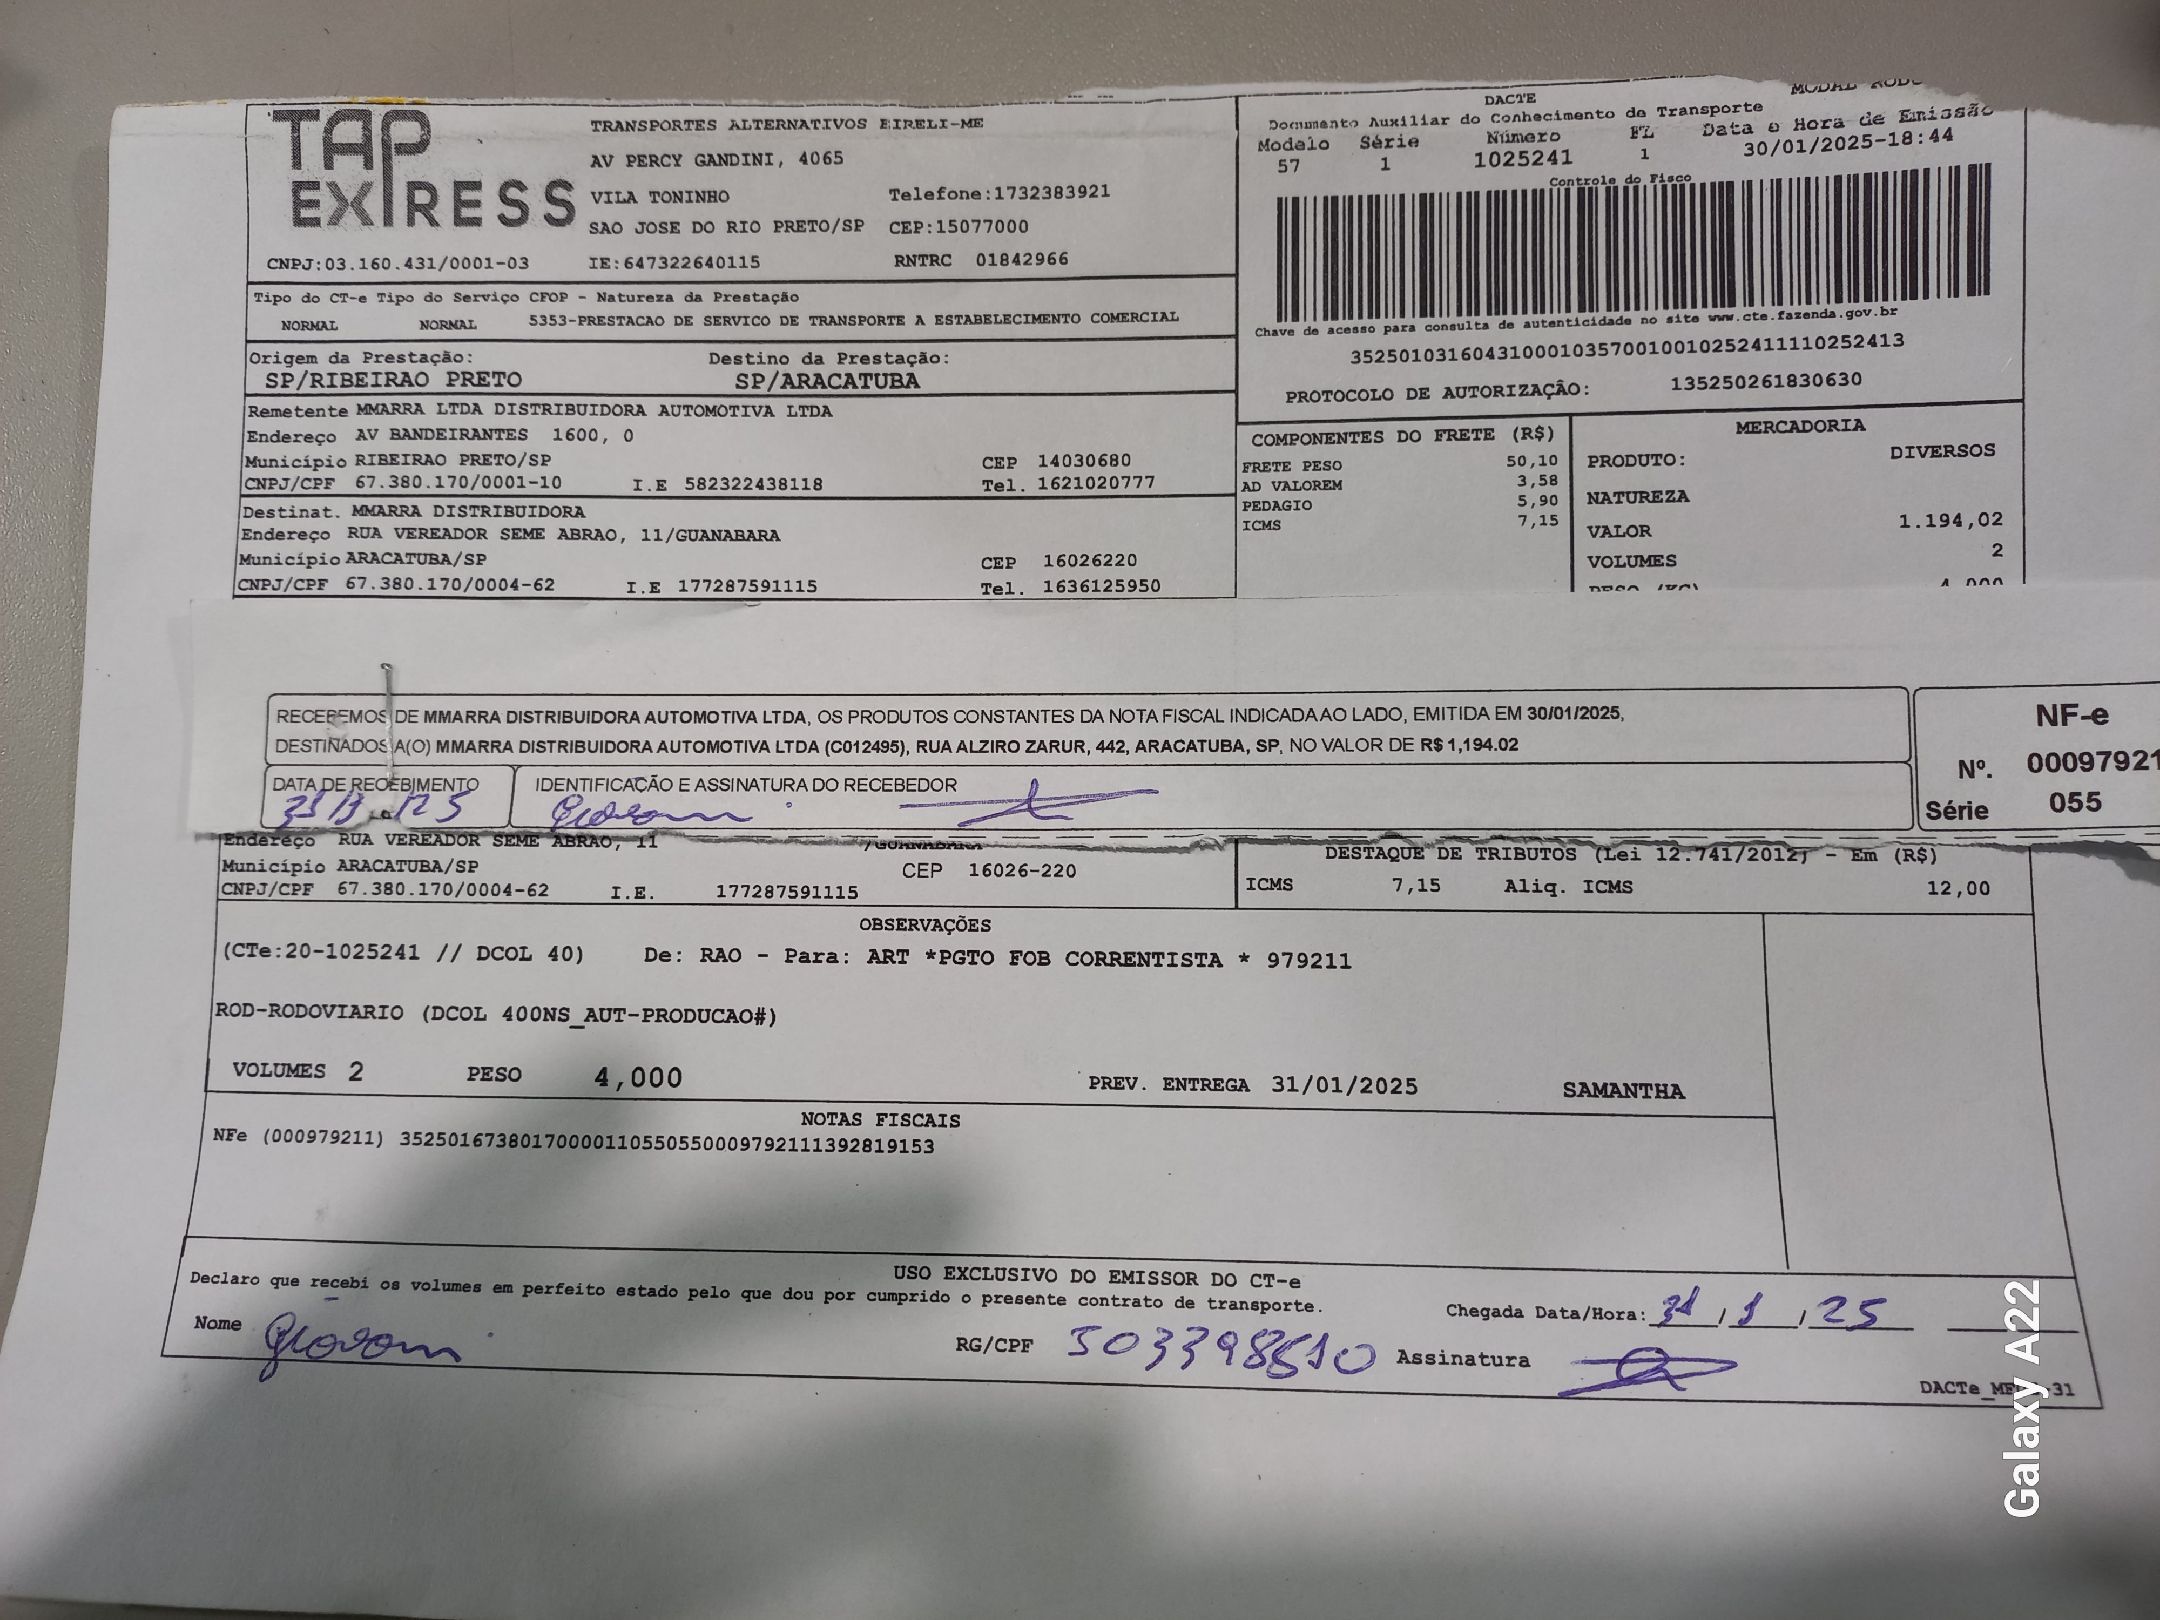 TAP EXPRESS
TRANSPORTES ALTERNATIVOS EIRELI-ME
AV PERCY GANDINI, 4065
VILA TONINHO Telefone:1732383921
SAO JOSE DO RIO PRETO/SP CEP:15077000
CNPJ:03.160.431/0001-03 IE:647322640115 RNTRC 01842966
Tipo do CT-e Tipo do Serviço CFOP - Natureza da Prestação
NORMAL NORMAL 5353-PRESTACAO DE SERVICO DE TRANSPORTE A ESTABELECIMENTO COMERCIAL
Origem da Prestação: Destino da Prestação:
SP/RIBEIRAO PRETO SP/ARACATUBA
Remetente MMARRA LTDA DISTRIBUIDORA AUTOMOTIVA LTDA
Endereço AV BANDEIRANTES 1600, 0
Município RIBEIRAO PRETO/SP CEP 14030680
CNPJ/CPF 67.380.170/0001-10 I.E 582322438118 Tel. 1621020777
Destinat. MMARRA DISTRIBUIDORA
Endereço RUA VEREADOR SEME ABRAO, 11/GUANABARA
Município ARACATUBA/SP CEP 16026220
CNPJ/CPF 67.380.170/0004-62 I.E 177287591115 Tel. 1636125950
MODAL
DACTE
Documento Auxiliar do Conhecimento de Transporte
Modelo Série Número FL Data e Hora de Emissão
57 1 1025241 1 30/01/2025-18:44
Controle do Fisco
Chave de acesso para consulta de autenticidade no site www.cte.fazenda.gov.br
35250103160431000103570010010252411110252413
PROTOCOLO DE AUTORIZAÇÃO: 135250261830630
COMPONENTES DO FRETE (R$)
FRETE PESO 50,10
AD VALOREM 3,58
PEDAGIO 5,90
ICMS 7,15
MERCADORIA
PRODUTO: DIVERSOS
NATUREZA
VALOR 1.194,02
VOLUMES 2
PESO (KG) 4,000
RECEBEMOS DE MMARRA DISTRIBUIDORA AUTOMOTIVA LTDA, OS PRODUTOS CONSTANTES DA NOTA FISCAL INDICADA AO LADO, EMITIDA EM 30/01/2025,
DESTINADOS A(O) MMARRA DISTRIBUIDORA AUTOMOTIVA LTDA (C012495), RUA ALZIRO ZARUR, 442, ARACATUBA, SP, NO VALOR DE R$ 1,194.02
DATA DE RECEBIMENTO IDENTIFICAÇÃO E ASSINATURA DO RECEBEDOR
31/1 /25 Giovani
NF-e
Nº. 00097921
Série 055
Endereço RUA VEREADOR SEME ABRAO, 11 /GUANABARA
Município ARACATUBA/SP CEP 16026-220
CNPJ/CPF 67.380.170/0004-62 I.E. 177287591115
DESTAQUE DE TRIBUTOS (Lei 12.741/2012) - Em (R$)
ICMS 7,15 Aliq. ICMS 12,00
OBSERVAÇÕES
(CTe:20-1025241 // DCOL 40) De: RAO - Para: ART *PGTO FOB CORRENTISTA * 979211
ROD-RODOVIARIO (DCOL 400NS_AUT-PRODUCAO#)
VOLUMES 2 PESO 4,000 PREV. ENTREGA 31/01/2025 SAMANTHA
NOTAS FISCAIS
NFe (000979211) 35250167380170000110550550009792111392819153
USO EXCLUSIVO DO EMISSOR DO CT-e
Declaro que recebi os volumes em perfeito estado pelo que dou por cumprido o presente contrato de transporte.
Chegada Data/Hora: 31 / 1 / 25
Nome Giovani RG/CPF 503398510 Assinatura
Galaxy A22